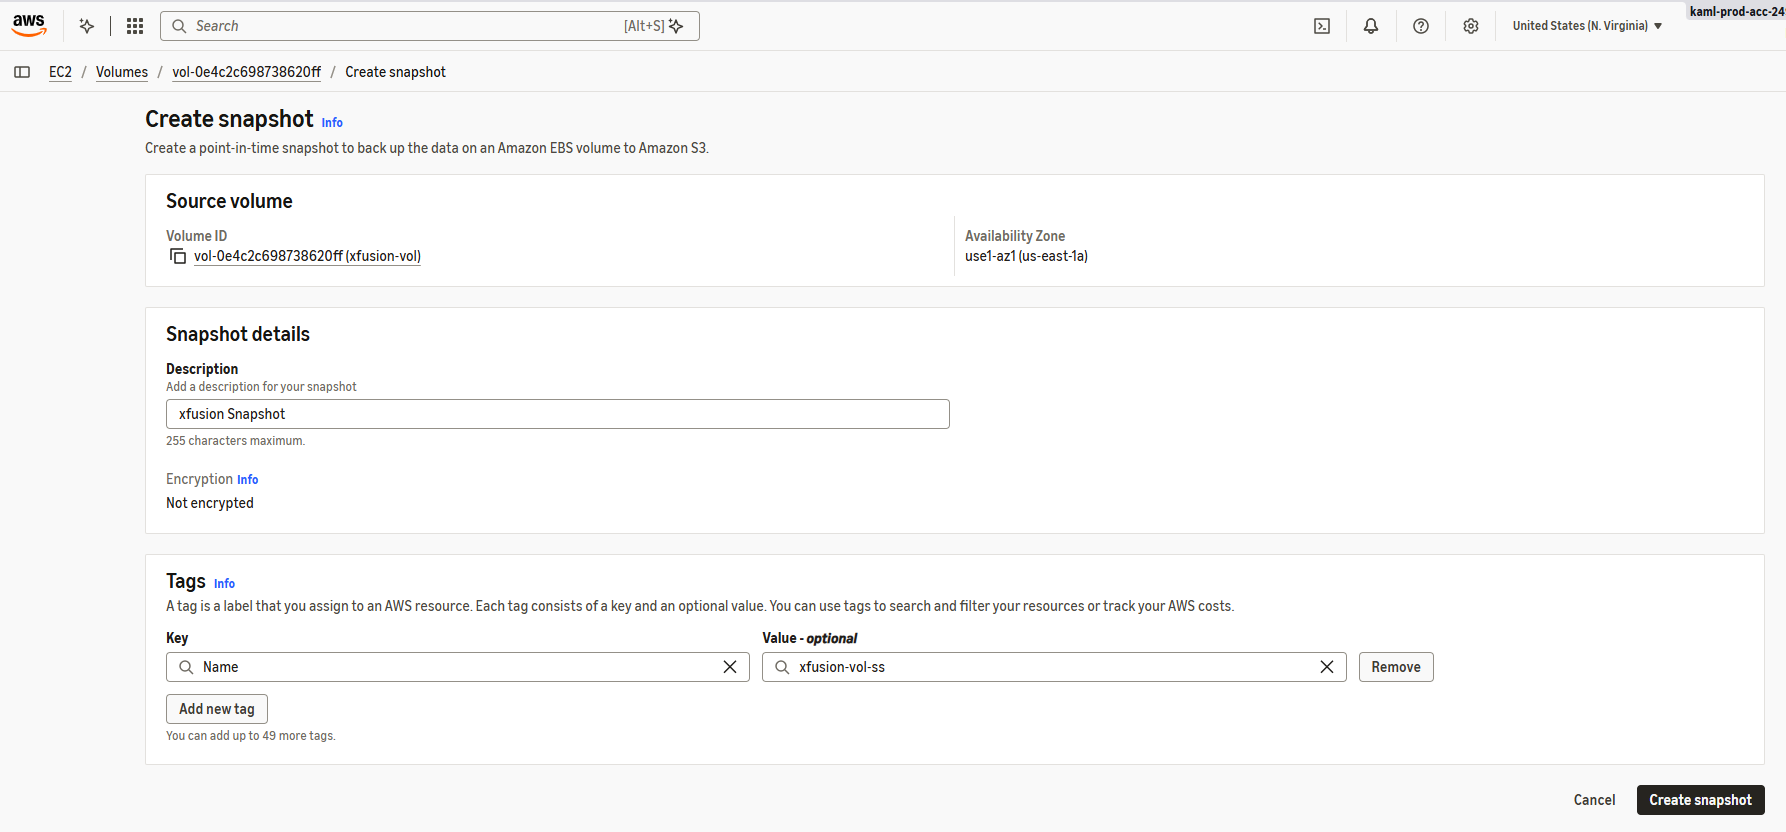 aws
Search [Alt+S]
United States (N. Virginia)
kaml-prod-acc-24
EC2 / Volumes / vol-0e4c2c698738620ff / Create snapshot
Create snapshot Info
Create a point-in-time snapshot to back up the data on an Amazon EBS volume to Amazon S3.
Source volume
Volume ID
vol-0e4c2c698738620ff (xfusion-vol)
Availability Zone
use1-az1 (us-east-1a)
Snapshot details
Description
Add a description for your snapshot
xfusion Snapshot
255 characters maximum.
Encryption Info
Not encrypted
Tags Info
A tag is a label that you assign to an AWS resource. Each tag consists of a key and an optional value. You can use tags to search and filter your resources or track your AWS costs.
Key
Value - optional
Name
xfusion-vol-ss
Remove
Add new tag
You can add up to 49 more tags.
Cancel
Create snapshot